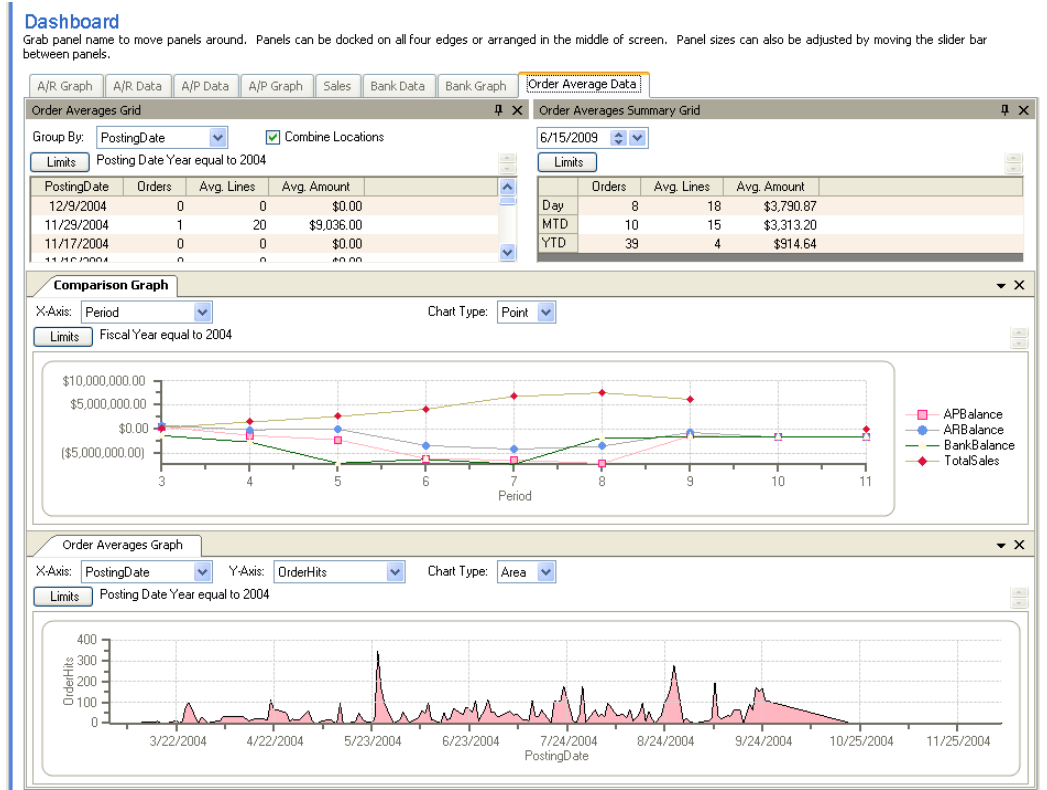 Dashboard
Grab panel name to move panels around. Panels can be docked on all four edges or arranged in the middle of screen. Panel sizes can also be adjusted by moving the slider bar
between panels.
A/R Graph A/R Data A/P Data A/P Graph Sales Bank Data Bank Graph Order Average Data
Order Averages Grid
Group By: PostingDate Combine Locations
Limits Posting Date Year equal to 2004
PostingDate Orders Avg. Lines Avg. Amount
12/9/2004 0 0 $0.00
11/29/2004 1 20 $9,036.00
11/17/2004 0 0 $0.00
11/16/2004 0 0 $0.00
Order Averages Summary Grid
6/15/2009
Limits
Orders Avg. Lines Avg. Amount
Day 8 18 $3,790.87
MTD 10 15 $3,313.20
YTD 39 4 $914.64
Comparison Graph
X-Axis: Period Chart Type: Point
Limits Fiscal Year equal to 2004
$10,000,000.00
$5,000,000.00
$0.00
($5,000,000.00)
3 4 5 6 7 8 9 10 11
Period
APBalance
ARBalance
BankBalance
TotalSales
Order Averages Graph
X-Axis: PostingDate Y-Axis: OrderHits Chart Type: Area
Limits Posting Date Year equal to 2004
OrderHits
400
300
200
100
0
3/22/2004 4/22/2004 5/23/2004 6/23/2004 7/24/2004 8/24/2004 9/24/2004 10/25/2004 11/25/2004
PostingDate